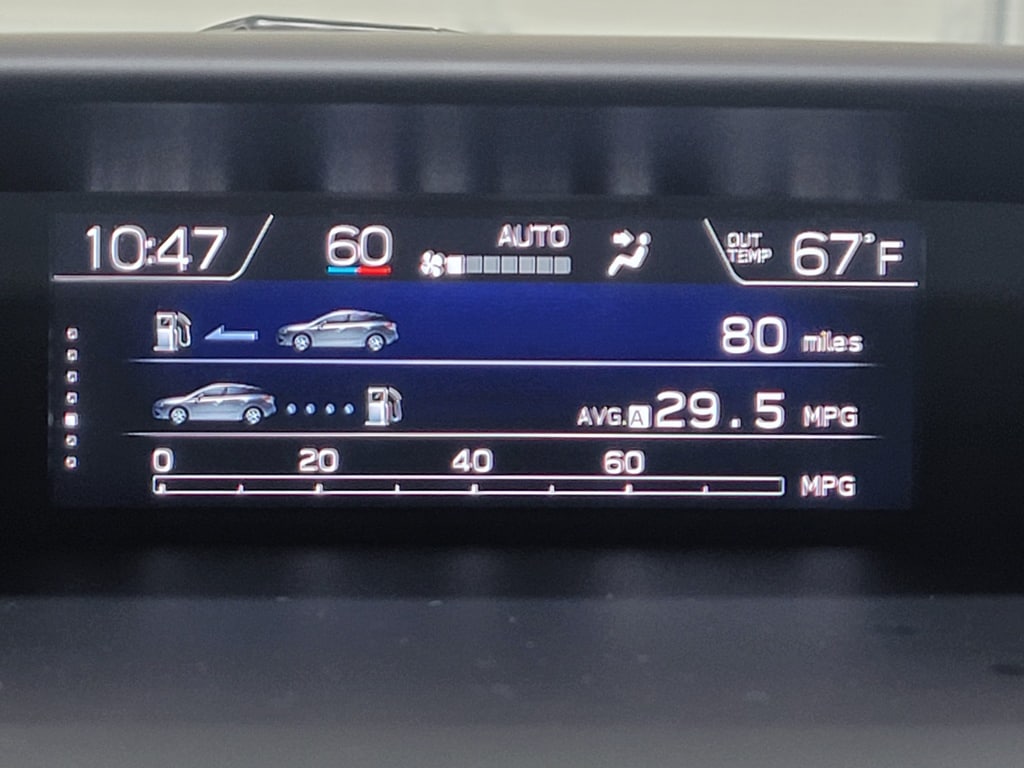 10:47 60 AUTO OUT TEMP 67°F
80 miles
AVG. A 29.5 MPG
0 20 40 60
MPG